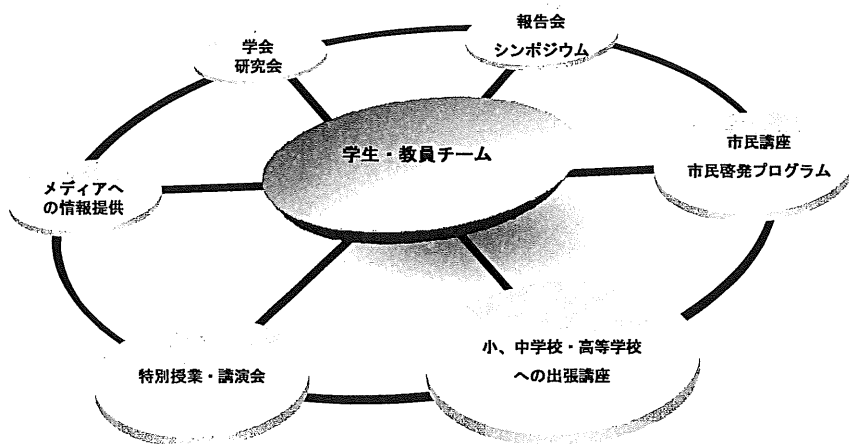 学会
研究会
報告会
シンポジウム
学生・教員チーム
市民講座
市民啓発プログラム
メディアへ
の情報提供
特別授業・講演会
小、中学校・高等学校
への出張講座